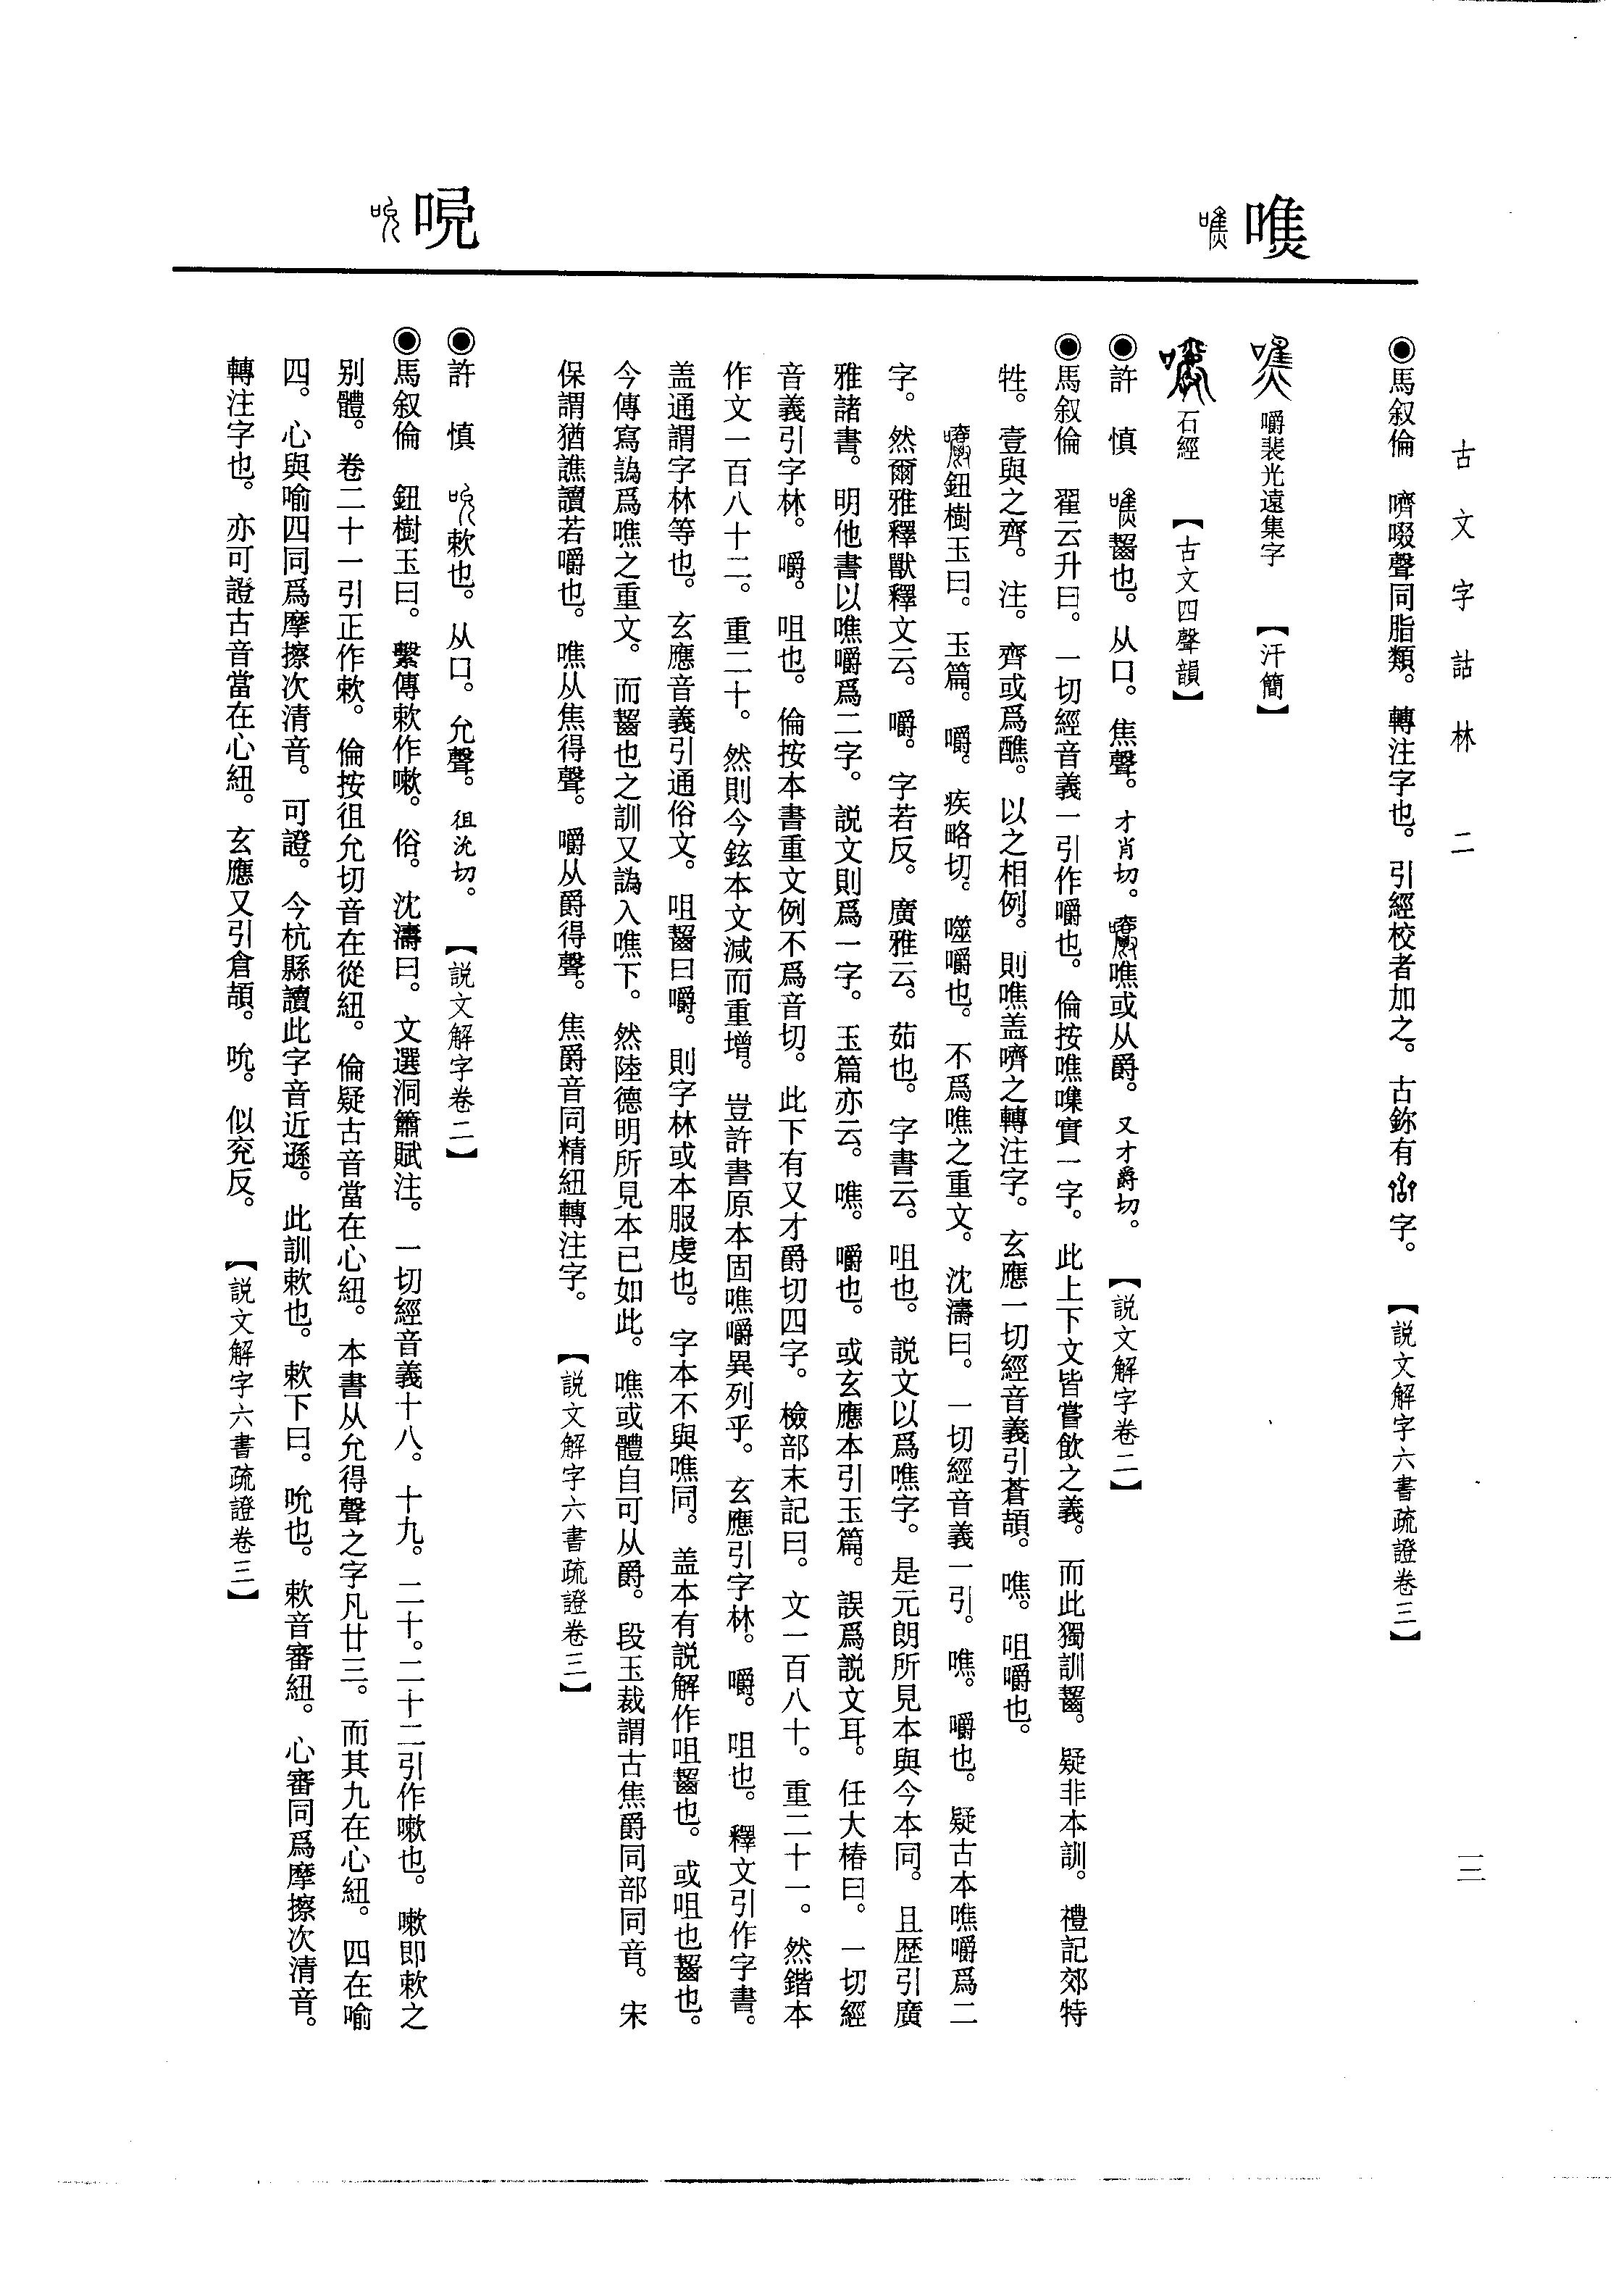 古文字詁林 二
三
噍
吮
◉馬叙倫 嚌啜聲同脂類。轉注字也。引經校者加之。古鉨有字。 【説文解字六書疏證卷三】
嚼裴光遠集字 【汗簡】
石經 【古文四聲韻】
◉許 慎 齧也。从口。焦聲。才肖切。噍或从爵。又才爵切。 【説文解字卷二】
◉馬叙倫 翟云升曰。一切經音義一引作嚼也。倫按噍㗱實一字。此上下文皆嘗飲之義。而此獨訓齧。疑非本訓。禮記郊特
牲。壹與之齊。注。齊或爲醮。以之相例。則噍盖嚌之轉注字。玄應一切經音義引蒼頡。噍。咀嚼也。
鈕樹玉曰。玉篇。嚼。疾略切。噬嚼也。不爲噍之重文。沈濤曰。一切經音義一引。噍。嚼也。疑古本噍嚼爲二
字。然爾雅釋獸釋文云。嚼。字若反。廣雅云。茹也。字書云。咀也。説文以爲噍字。是元朗所見本與今本同。且歷引廣
雅諸書。明他書以噍嚼爲二字。説文則爲一字。玉篇亦云。噍。嚼也。或玄應本引玉篇。誤爲説文耳。任大椿曰。一切經
音義引字林。嚼。咀也。倫按本書重文例不爲音切。此下有又才爵切四字。檢部末記曰。文一百八十。重二十一。然鍇本
作文一百八十二。重二十。然則今鉉本文減而重增。豈許書原本固噍嚼異列乎。玄應引字林。嚼。咀也。釋文引作字書。
盖通謂字林等也。玄應音義引通俗文。咀齧曰嚼。則字林或本服虔也。字本不與噍同。盖本有説解作咀齧也。或咀也齧也。
今傳寫譌爲噍之重文。而齧也之訓又譌入噍下。然陸德明所見本已如此。噍或體自可从爵。段玉裁謂古焦爵同部同音。宋
保謂猶譙讀若嚼也。噍从焦得聲。嚼从爵得聲。焦爵音同精紐轉注字。 【説文解字六書疏證卷三】
◉許 慎 欶也。从口。允聲。徂沇切。 【説文解字卷二】
◉馬叙倫 鈕樹玉曰。繫傳欶作嗽。俗。沈濤曰。文選洞簫賦注。一切經音義十八。十九。二十。二十二引作嗽也。嗽即欶之
别體。卷二十一引正作欶。倫按徂允切音在從紐。倫疑古音當在心紐。本書从允得聲之字凡廿三。而其九在心紐。四在喻
四。心與喻四同爲摩擦次清音。可證。今杭縣讀此字音近遜。此訓欶也。欶下曰。吮也。欶音審紐。心審同爲摩擦次清音。
轉注字也。亦可證古音當在心紐。玄應又引倉頡。吮。似兖反。 【説文解字六書疏證卷三】